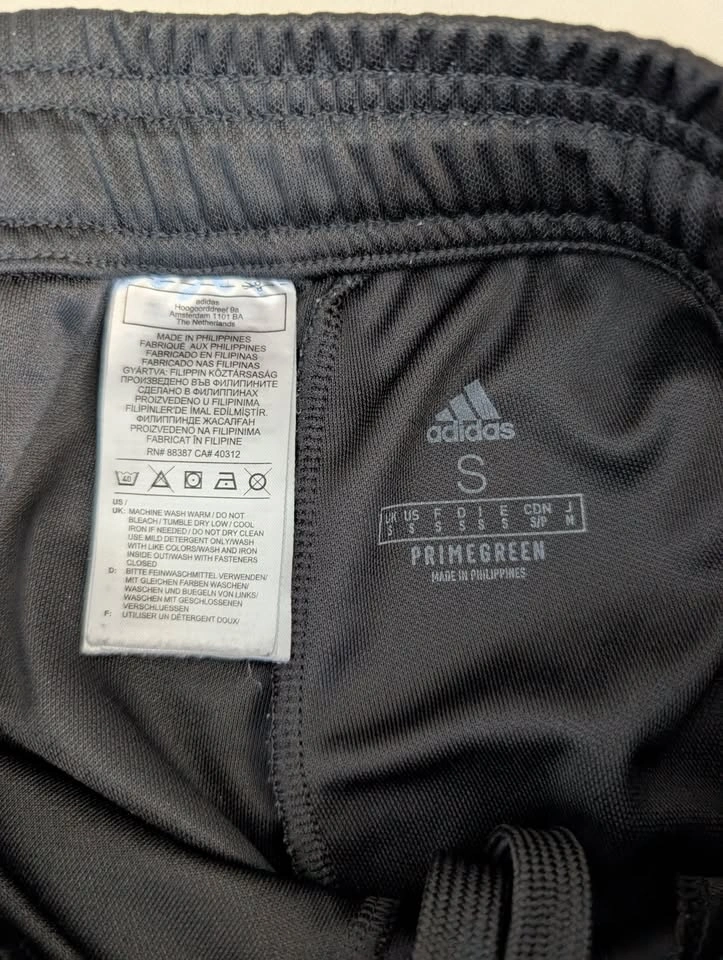 adidas
Hoogoorddreef 9a
Amsterdam 1101 BA
The Netherlands
MADE IN PHILIPPINES
FABRIQUÉ AUX PHILIPPINES
FABRICADO EN FILIPINAS
FABRICADO NAS FILIPINAS
GYÁRTVA: FILIPPIN KÖZTÁRSASÁG
ПРОИЗВЕДЕНО ВЪВ ФИЛИПИНИТЕ
СДЕЛАНО В ФИЛИППИНАХ
PROIZVEDENO U FILIPINIMA
FILIPINLER'DE IMAL EDILMIŞTIR.
ФИЛИППИНДЕ ЖАСАЛҒАН
PROIZVEDENO NA FILIPINIMA
FABRICAT ÎN FILIPINE
RN# 88387 CA# 40312
40
US /
UK: MACHINE WASH WARM / DO NOT
BLEACH / TUMBLE DRY LOW / COOL
IRON IF NEEDED / DO NOT DRY CLEAN
USE MILD DETERGENT ONLY/WASH
WITH LIKE COLORS/WASH AND IRON
INSIDE OUT/WASH WITH FASTENERS
CLOSED
D: BITTE FEINWASCHMITTEL VERWENDEN/
MIT GLEICHEN FARBEN WASCHEN/
WASCHEN UND BUEGELN VON LINKS/
WASCHEN MIT GESCHLOSSENEN
VERSCHLUESSEN
F: UTILISER UN DÉTERGENT DOUX/
adidas
S
UK US F D I E CDN J
S S S S S S S/P M
PRIMEGREEN
MADE IN PHILIPPINES